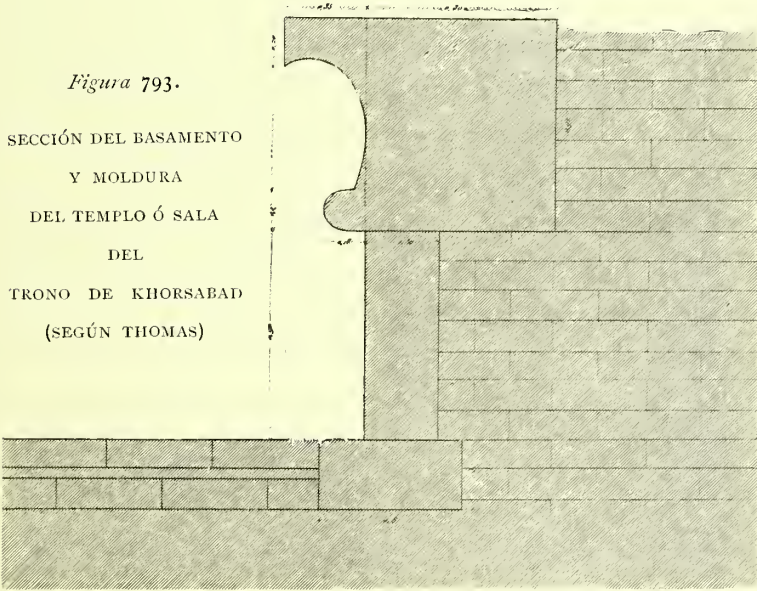 Figura 793.
SECCIÓN DEL BASAMENTO
Y MOLDURA
DEL TEMPLO Ó SALA
DEL
TRONO DE KHORSABAD
(SEGÚN THOMAS)